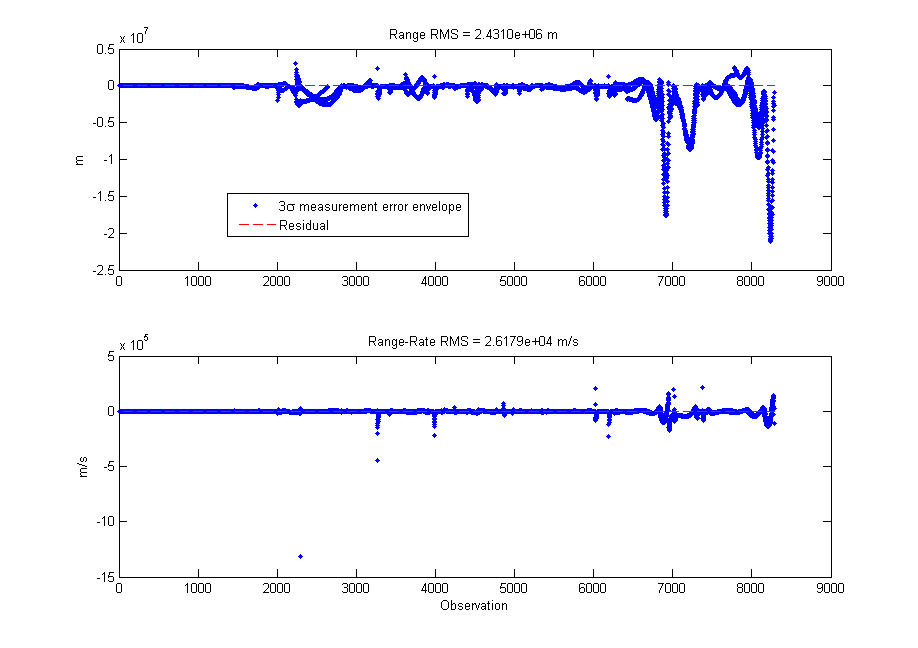 Range RMS = 2.4310e+06 m
x 10^7
0.5
0
-0.5
-1
-1.5
-2
-2.5
m
3σ measurement error envelope
Residual
0 1000 2000 3000 4000 5000 6000 7000 8000 9000
Range-Rate RMS = 2.6179e+04 m/s
x 10^5
5
0
-5
-10
-15
m/s
0 1000 2000 3000 4000 5000 6000 7000 8000 9000
Observation